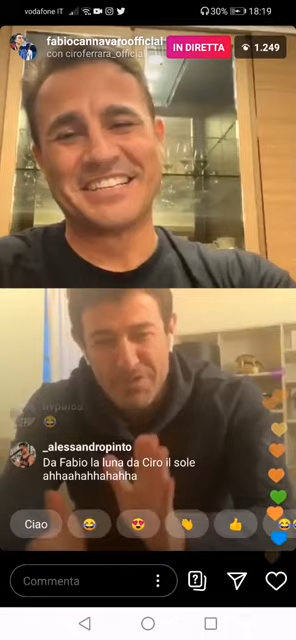 vodafone IT
30%
18:19
fabiocannavaroofficial
con ciroferrara_official
IN DIRETTA
1.249
_alessandropinto
Da Fabio la luna da Ciro il sole
ahhaahahhahahha
Ciao
Commenta